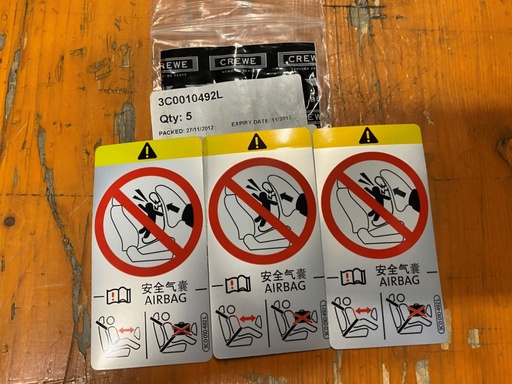 CREWE
CREWE
CREWE
3C0010492L
Qty: 5
PACKED: 27/11/2012
EXPIRY DATE: 11/2017
安全气囊
AIRBAG
安全气囊
AIRBAG
安全气囊
AIRBAG